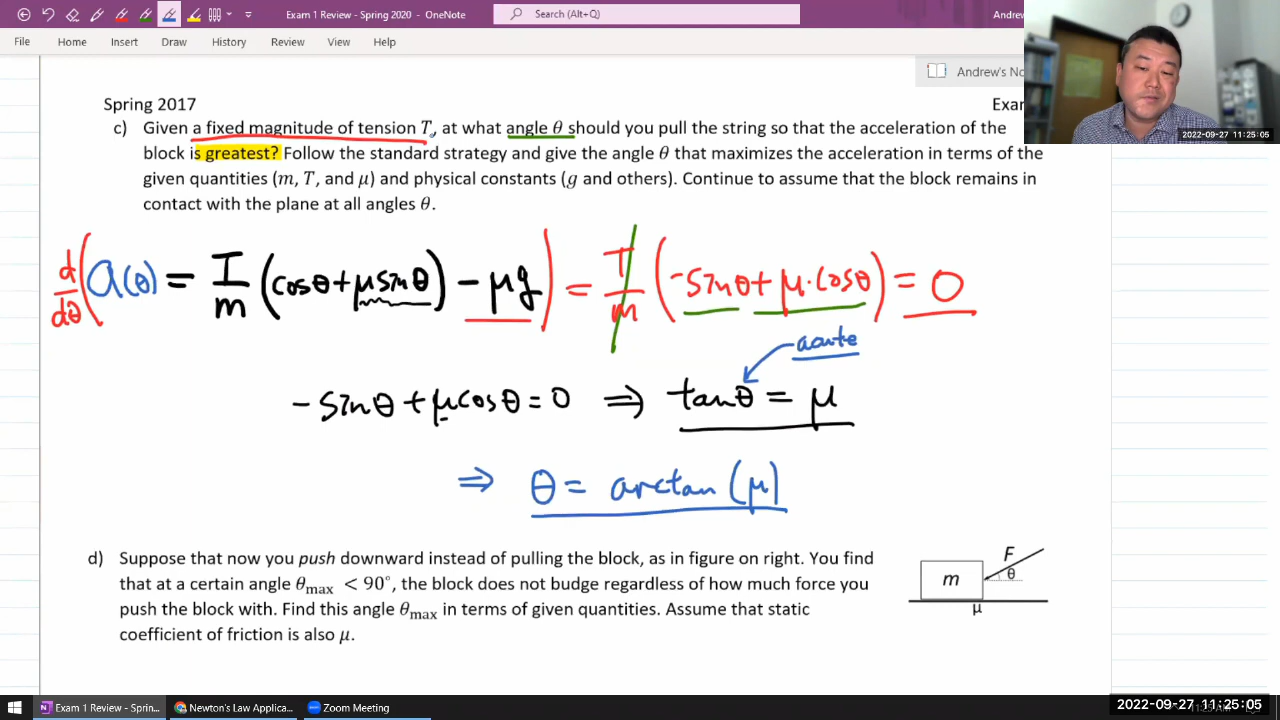 Exam 1 Review - Spring 2020 - OneNote
Search (Alt+Q)
Andrew
File Home Insert Draw History Review View Help
Andrew's No
2022-09-27 11:25:05
Spring 2017
Exam
c) Given a fixed magnitude of tension T, at what angle θ should you pull the string so that the acceleration of the
block is greatest? Follow the standard strategy and give the angle θ that maximizes the acceleration in terms of the
given quantities (m, T, and μ) and physical constants (g and others). Continue to assume that the block remains in
contact with the plane at all angles θ.
d/dθ (a(θ) = T/m (cosθ + μsinθ) - μg) = T/m (-sinθ + μ·cosθ) = 0
acute
-sinθ + μcosθ = 0 ⇒ tanθ = μ
⇒ θ = arctan(μ)
d) Suppose that now you push downward instead of pulling the block, as in figure on right. You find
that at a certain angle θmax < 90°, the block does not budge regardless of how much force you
push the block with. Find this angle θmax in terms of given quantities. Assume that static
coefficient of friction is also μ.
F
θ
m
μ
Exam 1 Review - Sprin...
Newton's Law Applica...
Zoom Meeting
2022-09-27 11:25:05